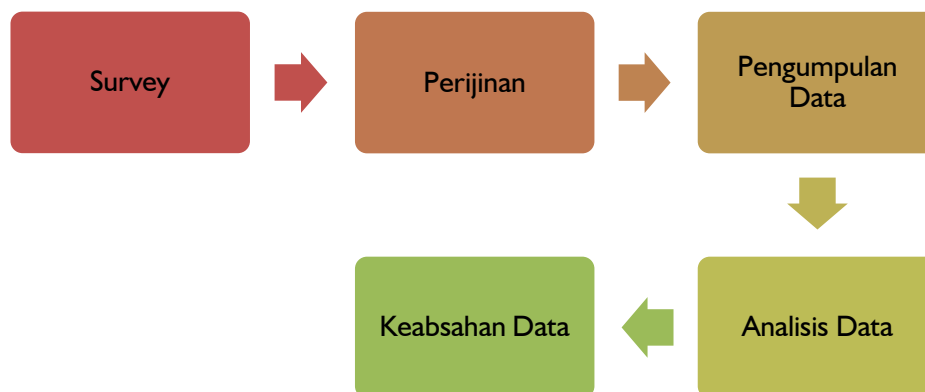 Survey
Perijinan
Pengumpulan
Data
Analisis Data
Keabsahan Data